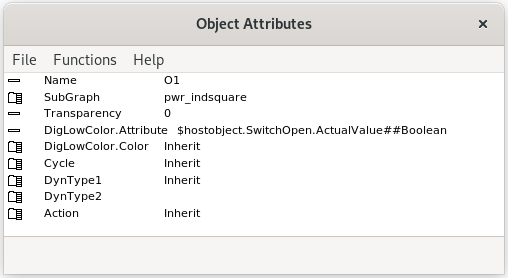 Object Attributes
File Functions Help
Name O1
SubGraph pwr_indsquare
Transparency 0
DigLowColor.Attribute $hostobject.SwitchOpen.ActualValue##Boolean
DigLowColor.Color Inherit
Cycle Inherit
DynType1 Inherit
DynType2
Action Inherit